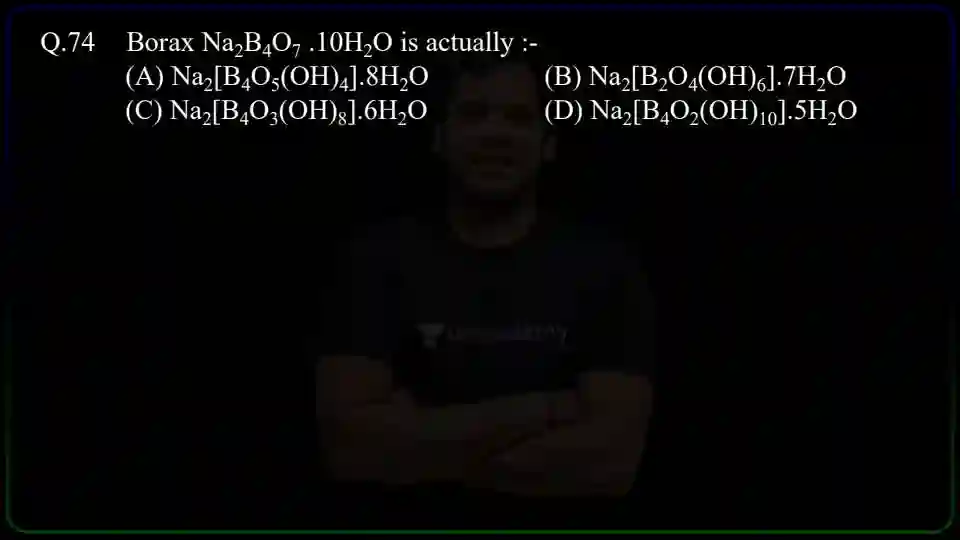 Q.74 Borax Na₂B₄O₇ .10H₂O is actually :-
(A) Na₂[B₄O₅(OH)₄].8H₂O (B) Na₂[B₂O₄(OH)₆].7H₂O
(C) Na₂[B₄O₃(OH)₈].6H₂O (D) Na₂[B₄O₂(OH)₁₀].5H₂O